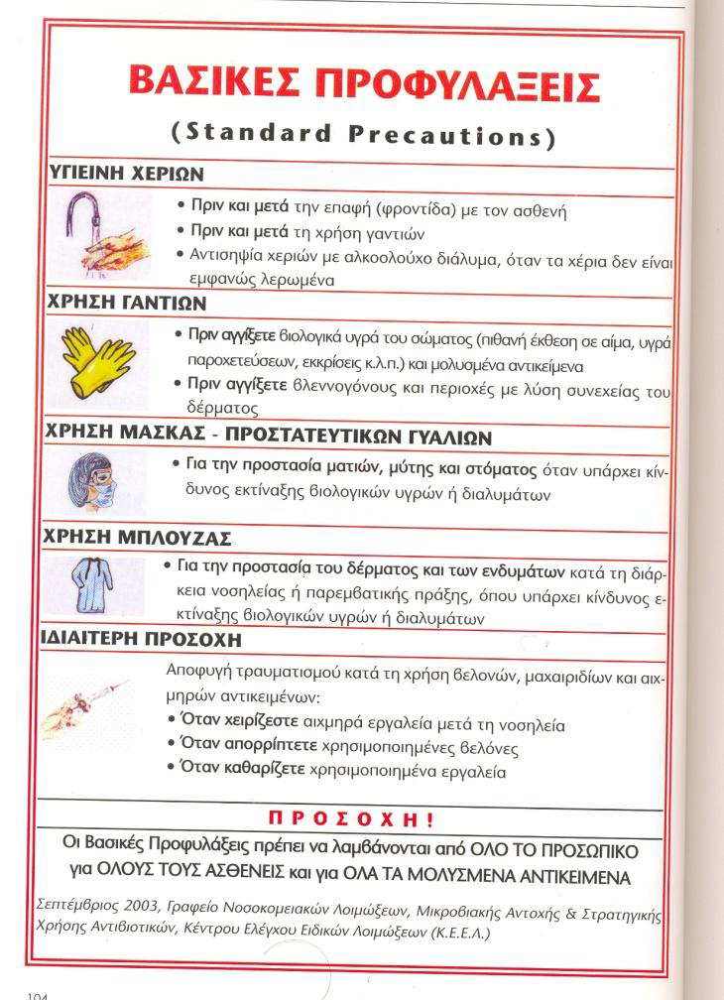 ΒΑΣΙΚΕΣ ΠΡΟΦΥΛΑΞΕΙΣ
(Standard Precautions)
ΥΓΙΕΙΝΗ ΧΕΡΙΩΝ
• Πριν και μετά την επαφή (φροντίδα) με τον ασθενή
• Πριν και μετά τη χρήση γαντιών
• Αντισηψία χεριών με αλκοολούχο διάλυμα, όταν τα χέρια δεν είναι
εμφανώς λερωμένα
ΧΡΗΣΗ ΓΑΝΤΙΩΝ
• Πριν αγγίξετε βιολογικά υγρά του σώματος (πιθανή έκθεση σε αίμα, υγρά
παροχετεύσεων, εκκρίσεις κ.λ.π.) και μολυσμένα αντικείμενα
• Πριν αγγίξετε βλεννογόνους και περιοχές με λύση συνεχείας του
δέρματος
ΧΡΗΣΗ ΜΑΣΚΑΣ - ΠΡΟΣΤΑΤΕΥΤΙΚΩΝ ΓΥΑΛΙΩΝ
• Για την προστασία ματιών, μύτης και στόματος όταν υπάρχει κίν-
δυνος εκτίναξης βιολογικών υγρών ή διαλυμάτων
ΧΡΗΣΗ ΜΠΛΟΥΖΑΣ
• Για την προστασία του δέρματος και των ενδυμάτων κατά τη διάρ-
κεια νοσηλείας ή παρεμβατικής πράξης, όπου υπάρχει κίνδυνος ε-
κτίναξης βιολογικών υγρών ή διαλυμάτων
ΙΔΙΑΙΤΕΡΗ ΠΡΟΣΟΧΗ
Αποφυγή τραυματισμού κατά τη χρήση βελονών, μαχαιριδίων και αιχ-
μηρών αντικειμένων:
• Όταν χειρίζεστε αιχμηρά εργαλεία μετά τη νοσηλεία
• Όταν απορρίπτετε χρησιμοποιημένες βελόνες
• Όταν καθαρίζετε χρησιμοποιημένα εργαλεία
ΠΡΟΣΟΧΗ!
Οι Βασικές Προφυλάξεις πρέπει να λαμβάνονται από ΟΛΟ ΤΟ ΠΡΟΣΩΠΙΚΟ
για ΟΛΟΥΣ ΤΟΥΣ ΑΣΘΕΝΕΙΣ και για ΟΛΑ ΤΑ ΜΟΛΥΣΜΕΝΑ ΑΝΤΙΚΕΙΜΕΝΑ
Σεπτέμβριος 2003, Γραφείο Νοσοκομειακών Λοιμώξεων, Μικροβιακής Αντοχής & Στρατηγικής
Χρήσης Αντιβιοτικών, Κέντρου Ελέγχου Ειδικών Λοιμώξεων (Κ.Ε.Ε.Λ.)
104